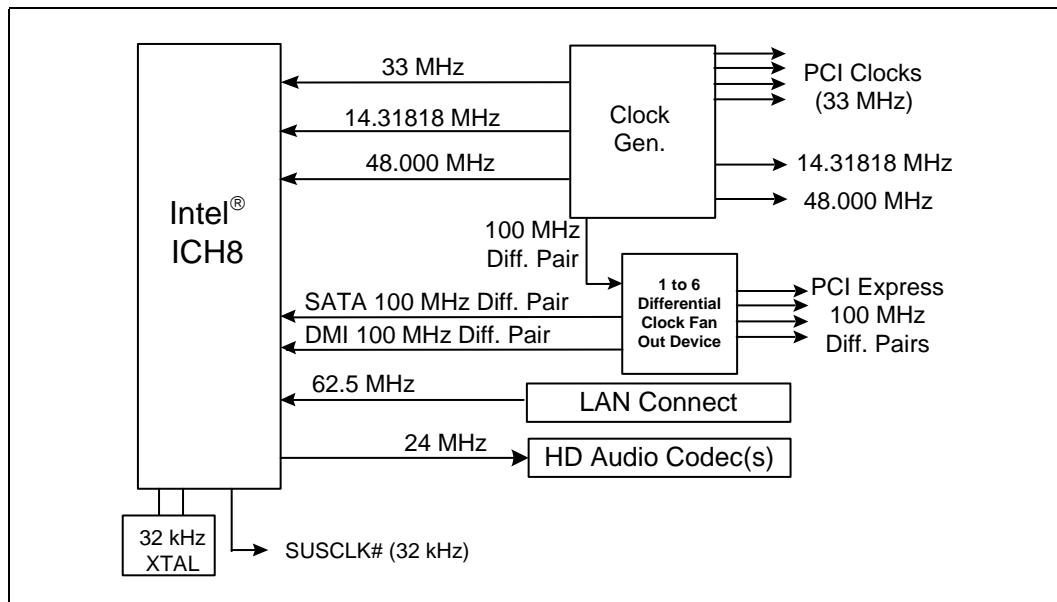 33 MHz
14.31818 MHz
48.000 MHz
Intel®
ICH8
Clock
Gen.
PCI Clocks
(33 MHz)
14.31818 MHz
48.000 MHz
100 MHz
Diff. Pair
1 to 6
Differential
Clock Fan
Out Device
PCI Express
100 MHz
Diff. Pairs
SATA 100 MHz Diff. Pair
DMI 100 MHz Diff. Pair
62.5 MHz
LAN Connect
24 MHz
HD Audio Codec(s)
32 kHz
XTAL
SUSCLK# (32 kHz)